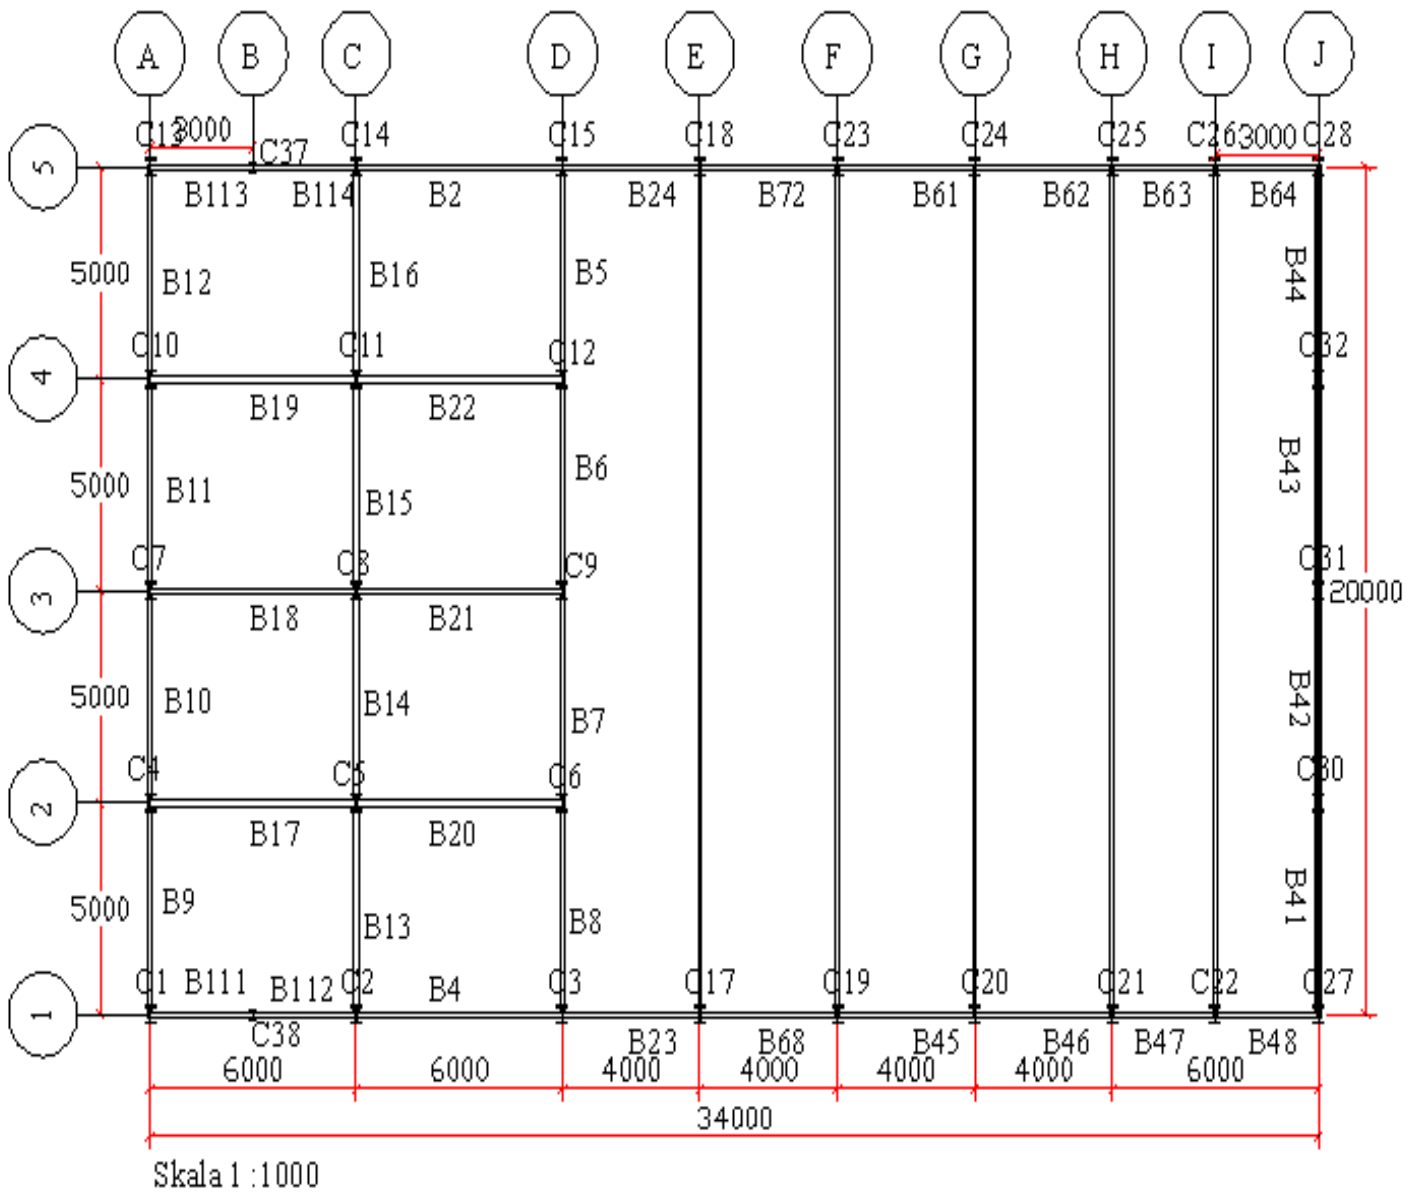 A B C D E F G H I J
C13 3000 C14 C15 C18 C23 C24 C25 C26 3000 C28
C37
5
B113 B114 B2 B24 B72 B61 B62 B63 B64
5000 B12 B16 B5 B44
C10 C11 C12 C32
4
B19 B22
5000 B11 B15 B6 B43
C7 C8 C9 C31
3 20000
B18 B21
5000 B10 B14 B7 B42
C4 C5 C6 C30
2
B17 B20
5000 B9 B13 B8 B41
C1 B111 B112 C2 B4 C3 C17 C19 C20 C21 C22 C27
1
C38 B23 B68 B45 B46 B47 B48
6000 6000 4000 4000 4000 4000 6000
34000
Skala 1 :1000